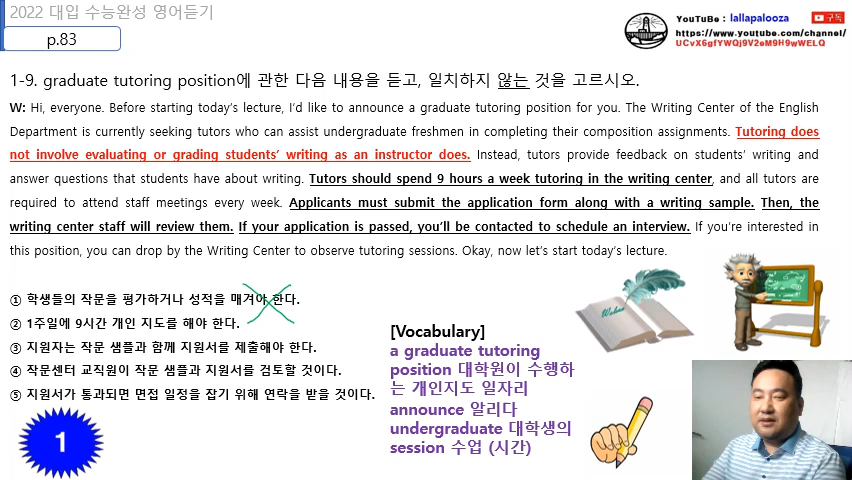 2022 대입 수능완성 영어듣기
p.83
YouTuBe : lallapalooza
구독
https://www.youtube.com/channel/
UCvX6gfYWQj9V2eM9H9wWELQ
1-9. graduate tutoring position에 관한 다음 내용을 듣고, 일치하지 않는 것을 고르시오.
W: Hi, everyone. Before starting today's lecture, I'd like to announce a graduate tutoring position for you. The Writing Center of the English
Department is currently seeking tutors who can assist undergraduate freshmen in completing their composition assignments. Tutoring does
not involve evaluating or grading students' writing as an instructor does. Instead, tutors provide feedback on students' writing and
answer questions that students have about writing. Tutors should spend 9 hours a week tutoring in the writing center, and all tutors are
required to attend staff meetings every week. Applicants must submit the application form along with a writing sample. Then, the
writing center staff will review them. If your application is passed, you'll be contacted to schedule an interview. If you're interested in
this position, you can drop by the Writing Center to observe tutoring sessions. Okay, now let's start today's lecture.
① 학생들의 작문을 평가하거나 성적을 매겨야 한다.
② 1주일에 9시간 개인 지도를 해야 한다.
③ 지원자는 작문 샘플과 함께 지원서를 제출해야 한다.
④ 작문센터 교직원이 작문 샘플과 지원서를 검토할 것이다.
⑤ 지원서가 통과되면 면접 일정을 잡기 위해 연락을 받을 것이다.
[Vocabulary]
a graduate tutoring
position 대학원이 수행하
는 개인지도 일자리
announce 알리다
undergraduate 대학생의
session 수업 (시간)
1